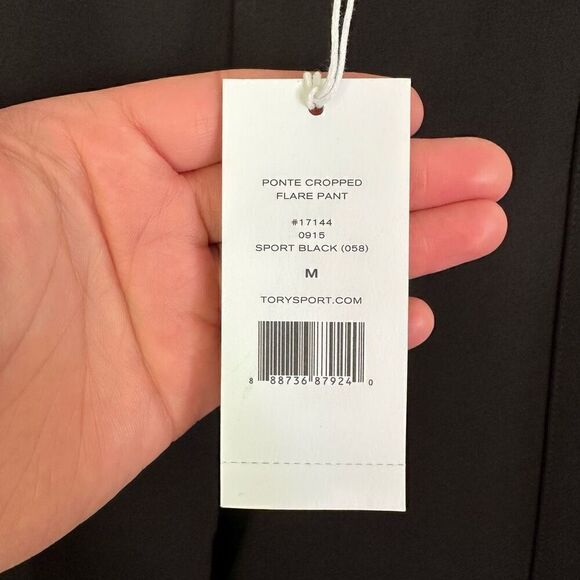 PONTE CROPPED
FLARE PANT
#17144
0915
SPORT BLACK (058)
M
TORYSPORT.COM
8 88736 87924 0